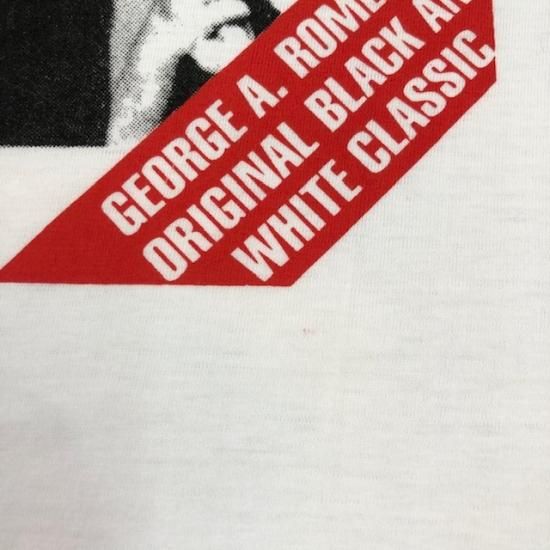 GEORGE A. ROME
ORIGINAL BLACK AN
WHITE CLASSIC